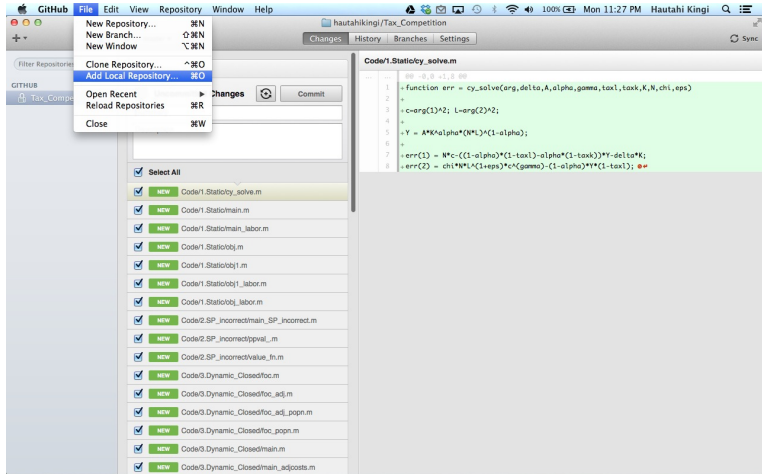 GitHub File Edit View Repository Window Help 100% Mon 11:27 PM Hautahi Kingi
hautahikingi/Tax_Competition
Changes History Branches Settings Sync
New Repository... ⌘N
New Branch... ⇧⌘N
New Window ⌥⌘N
Clone Repository... ^⌘O
Add Local Repository... ⌘O
Open Recent ▶
Reload Repositories ⌘R
Close ⌘W
Filter Repositories
GITHUB
Tax_Compe
Changes Commit
Select All
NEW Code/1.Static/cy_solve.m
NEW Code/1.Static/main.m
NEW Code/1.Static/main_labor.m
NEW Code/1.Static/obj.m
NEW Code/1.Static/obj1.m
NEW Code/1.Static/obj1_labor.m
NEW Code/1.Static/obj_labor.m
NEW Code/2.SP_incorrect/main_SP_incorrect.m
NEW Code/2.SP_incorrect/ppval_.m
NEW Code/2.SP_incorrect/value_fn.m
NEW Code/3.Dynamic_Closed/foc.m
NEW Code/3.Dynamic_Closed/foc_adj.m
NEW Code/3.Dynamic_Closed/foc_adj_popn.m
NEW Code/3.Dynamic_Closed/foc_popn.m
NEW Code/3.Dynamic_Closed/main.m
NEW Code/3.Dynamic_Closed/main_adjcosts.m
Code/1.Static/cy_solve.m
... ... @@ -0,0 +1,8 @@
1 +function err = cy_solve(arg,delta,A,alpha,gamma,taxl,taxk,K,N,chi,eps)
2 +
3 +c=arg(1)^2; L=arg(2)^2;
4 +
5 +Y = A*K^alpha*(N*L)^(1-alpha);
6 +
7 +err(1) = N*c-((1-alpha)*(1-taxl)-alpha*(1-taxk))*Y-delta*K;
8 +err(2) = chi*N*L^(1+eps)*c^(gamma)-(1-alpha)*Y*(1-taxl);